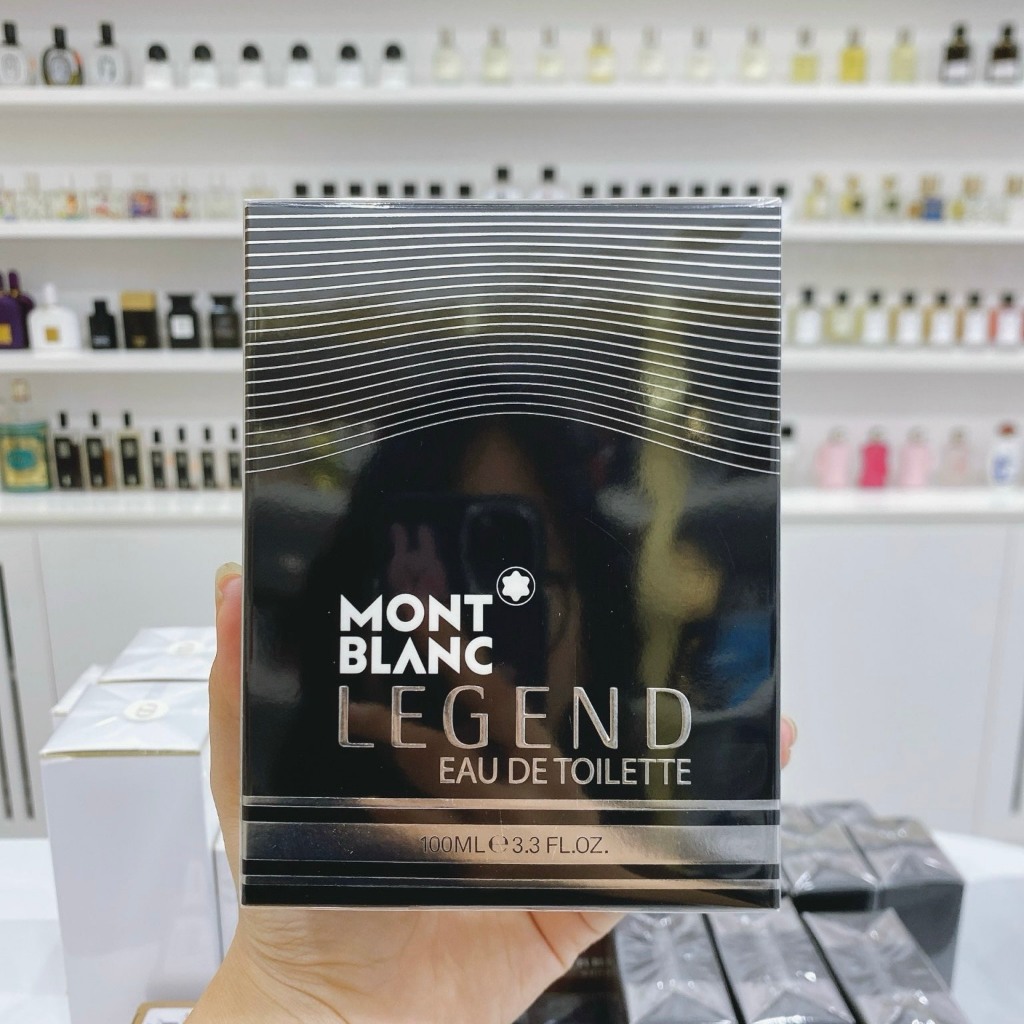 MONT
BLANC
LEGEND
EAU DE TOILETTE
100ML℮3.3 FL.OZ.